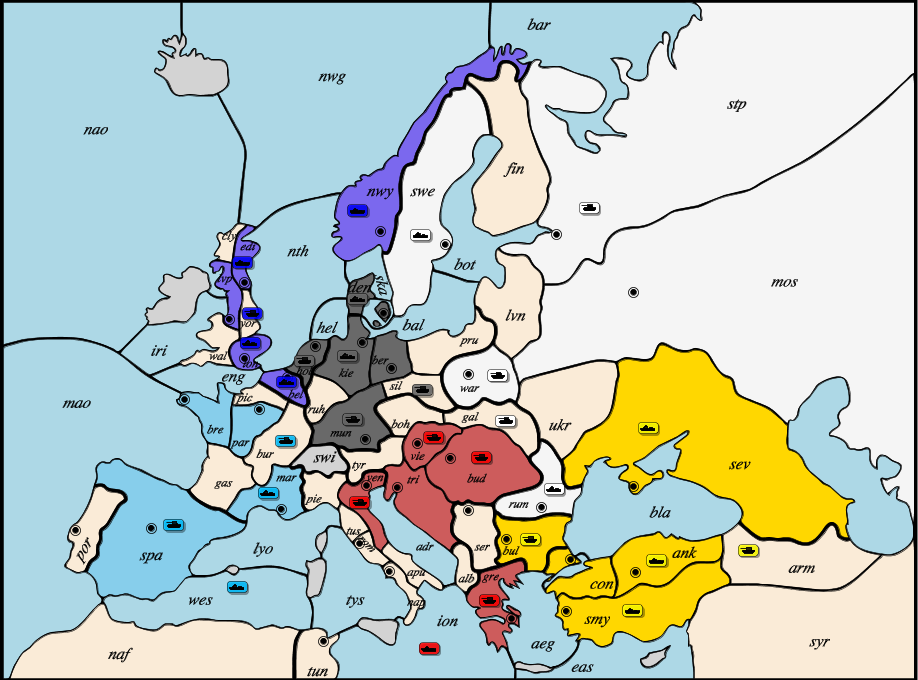 bar
nwg
stp
nao
fin
nwy
swe
cly
edi
nth
bot
mos
lvp
den
ska
lvn
yor
hel
bal
iri
wal
lon
pru
kie
ber
hol
eng
bel
war
mao
pic
sil
ruh
bre
par
mun
boh
gal
ukr
bur
swi
vie
sev
tyr
bud
gas
mar
ven
tri
pie
rum
bla
por
spa
lyo
tus
rom
adr
ser
bul
ank
arm
apu
alb
gre
con
wes
tys
nap
ion
smy
aeg
syr
naf
tun
eas